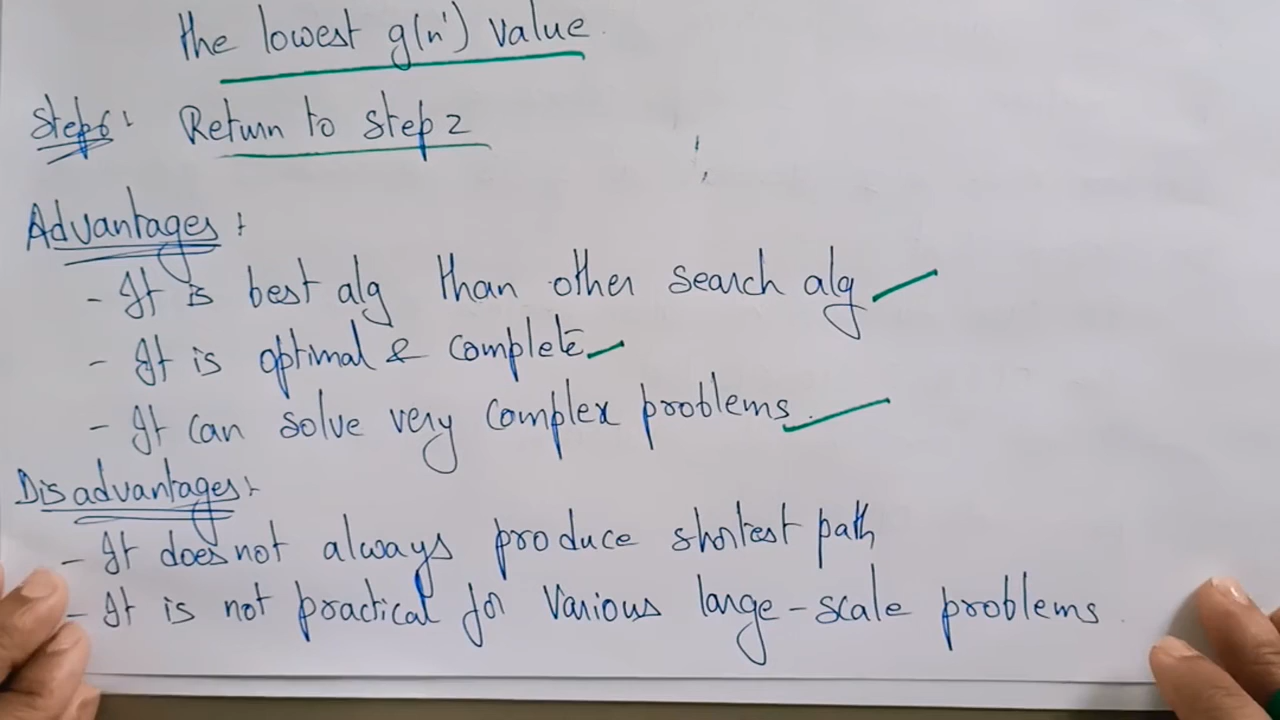 the lowest g(n') value.
Step6: Return to step 2
Advantages:
- It is best alg than other search alg
- It is optimal & complete
- It can solve very complex problems.
Disadvantages:
- It does not always produce shortest path
- It is not practical for various large-scale problems.